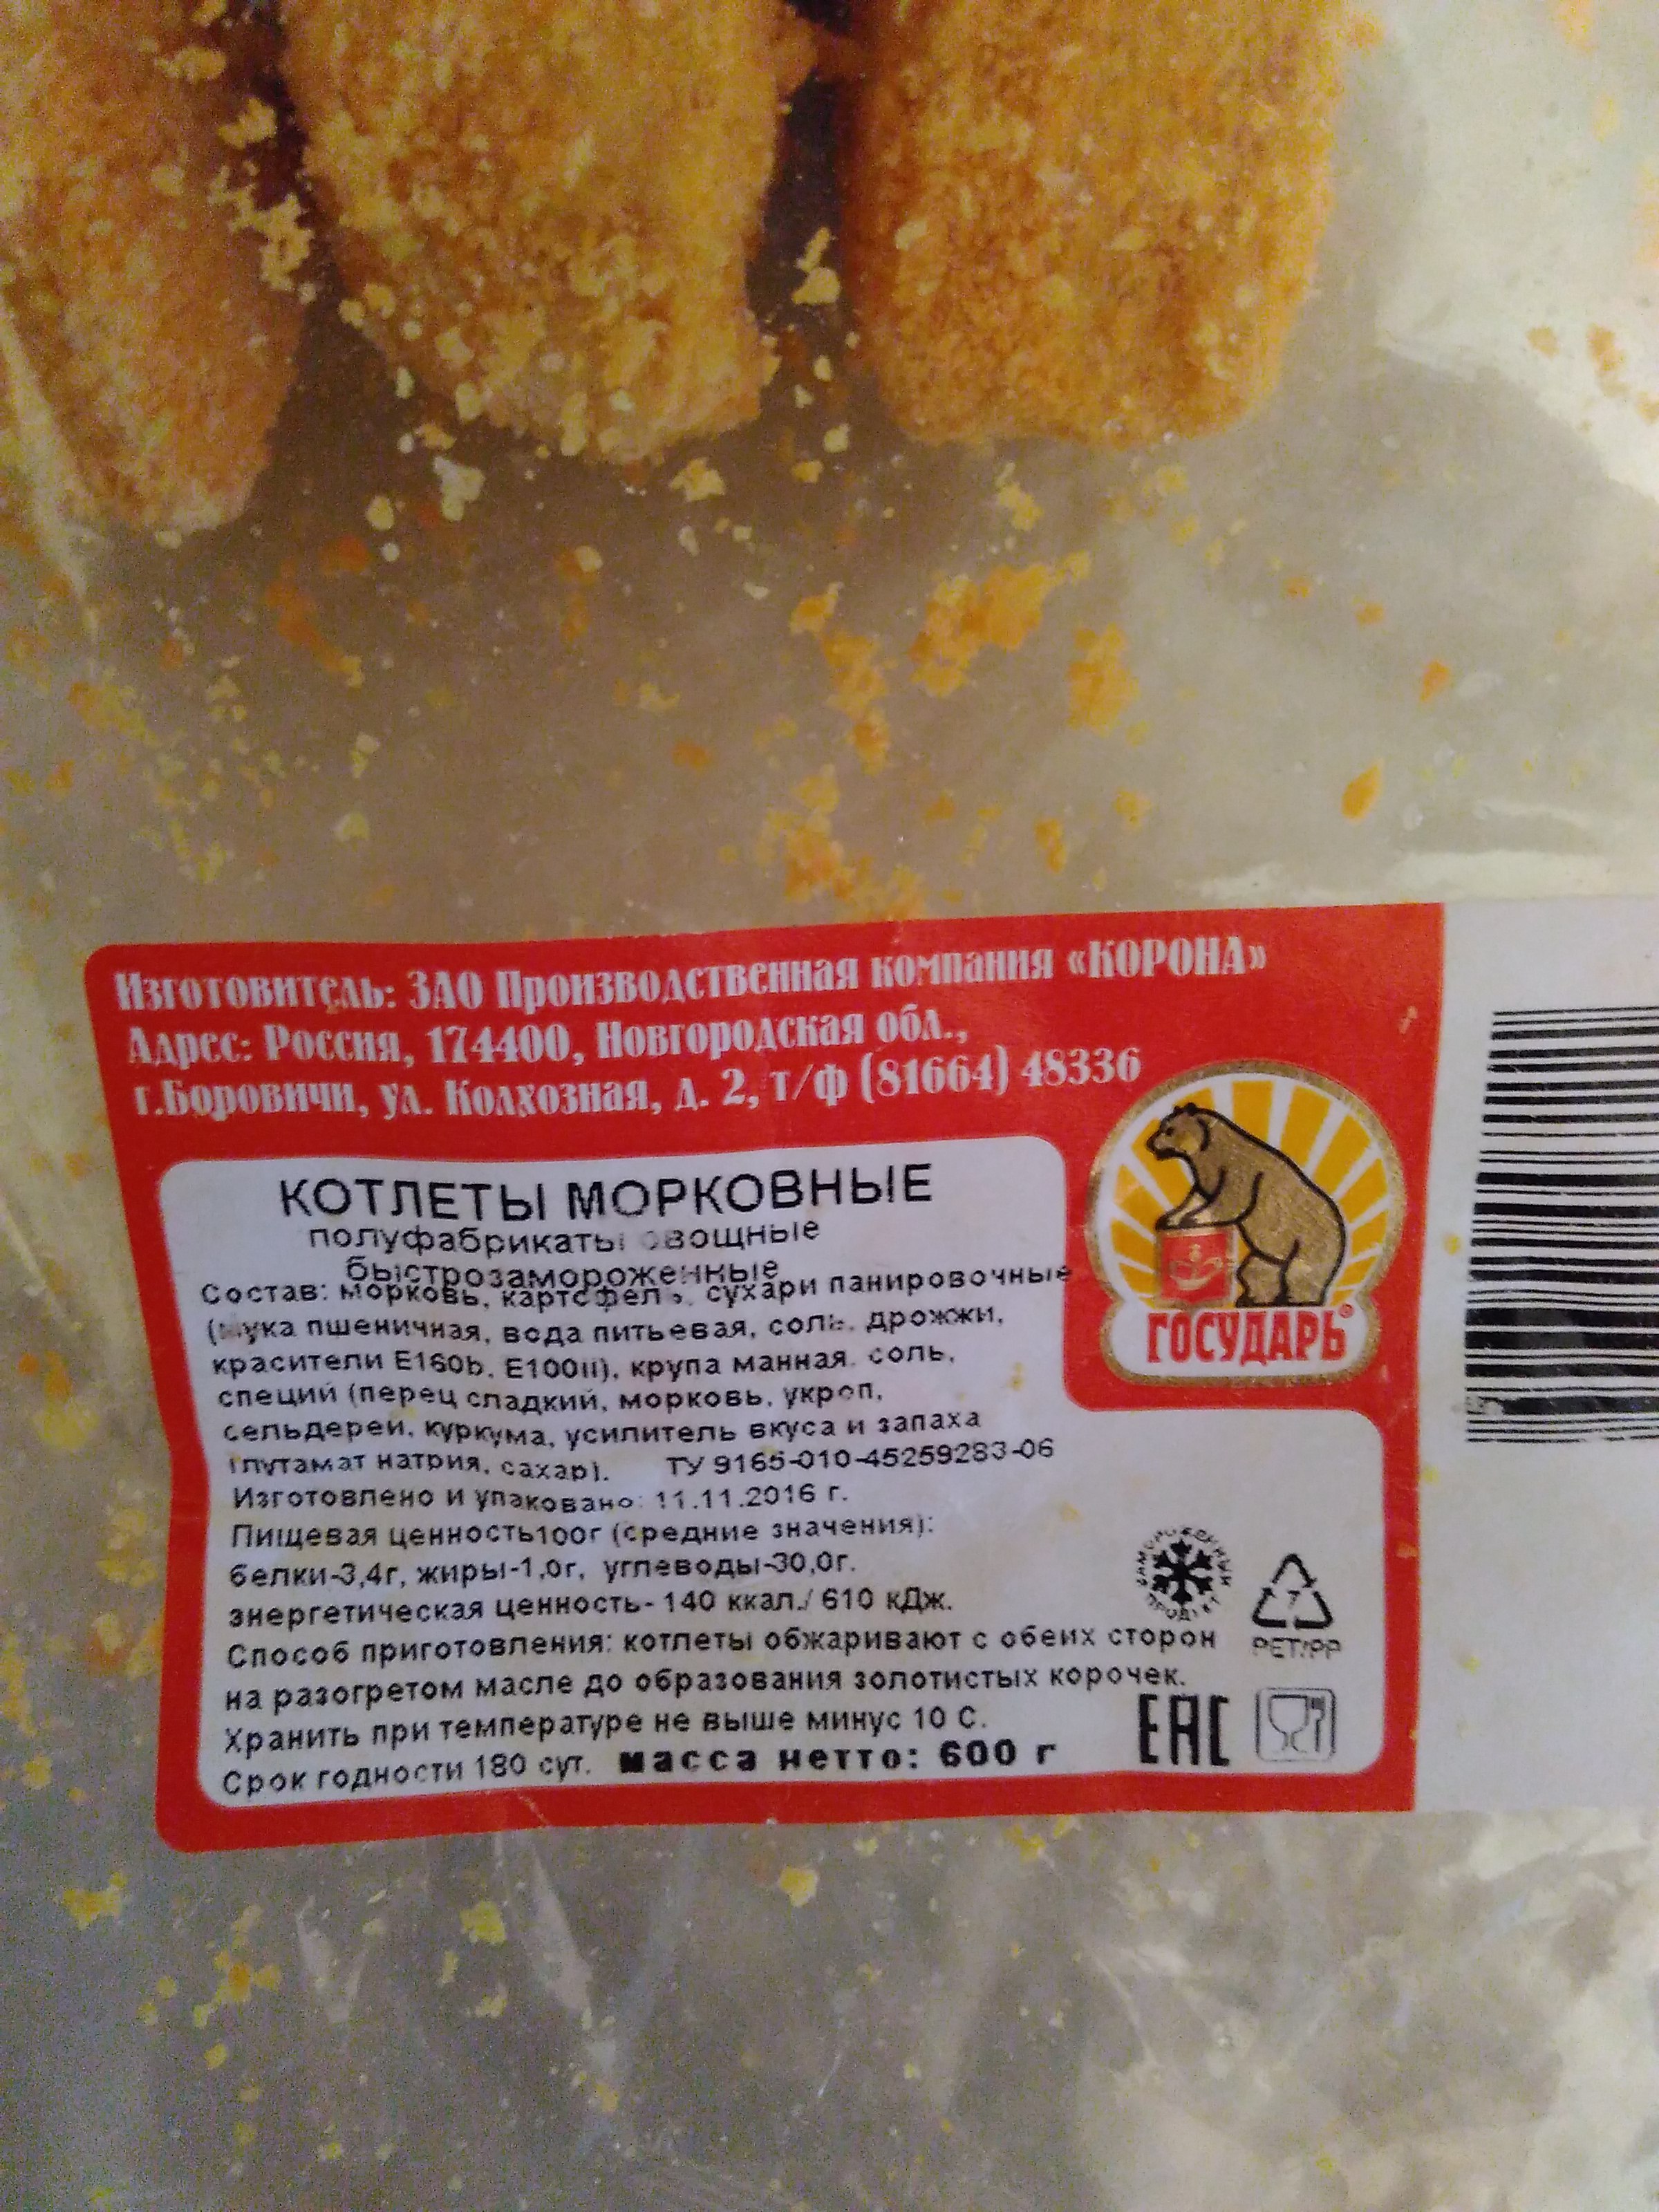 Изготовитель: ЗАО Производственная компания «КОРОНА»
Адрес: Россия, 174400, Новгородская обл.,
г.Боровичи, ул. Колхозная, д. 2, т/ф (81664) 48336
КОТЛЕТЫ МОРКОВНЫЕ
полуфабрикаты овощные
быстрозамороженные
Состав: морковь, картофель, сухари панировочные
(мука пшеничная, вода питьевая, соль, дрожжи,
красители Е160b, Е100ii), крупа манная, соль,
специй (перец сладкий, морковь, укроп,
сельдерей, куркума, усилитель вкуса и запаха
глутамат натрия, сахар). ТУ 9165-010-45259283-06
Изготовлено и упаковано: 11.11.2016 г.
Пищевая ценность100г (средние значения):
белки-3,4г, жиры-1,0г, углеводы-30,0г.
энергетическая ценность- 140 ккал./ 610 кДж.
Способ приготовления: котлеты обжаривают с обеих сторон
на разогретом масле до образования золотистых корочек.
Хранить при температуре не выше минус 10 С.
Срок годности 180 сут. масса нетто: 600 г
ГОСУДАРЬ®
7
PET/PP
EAC